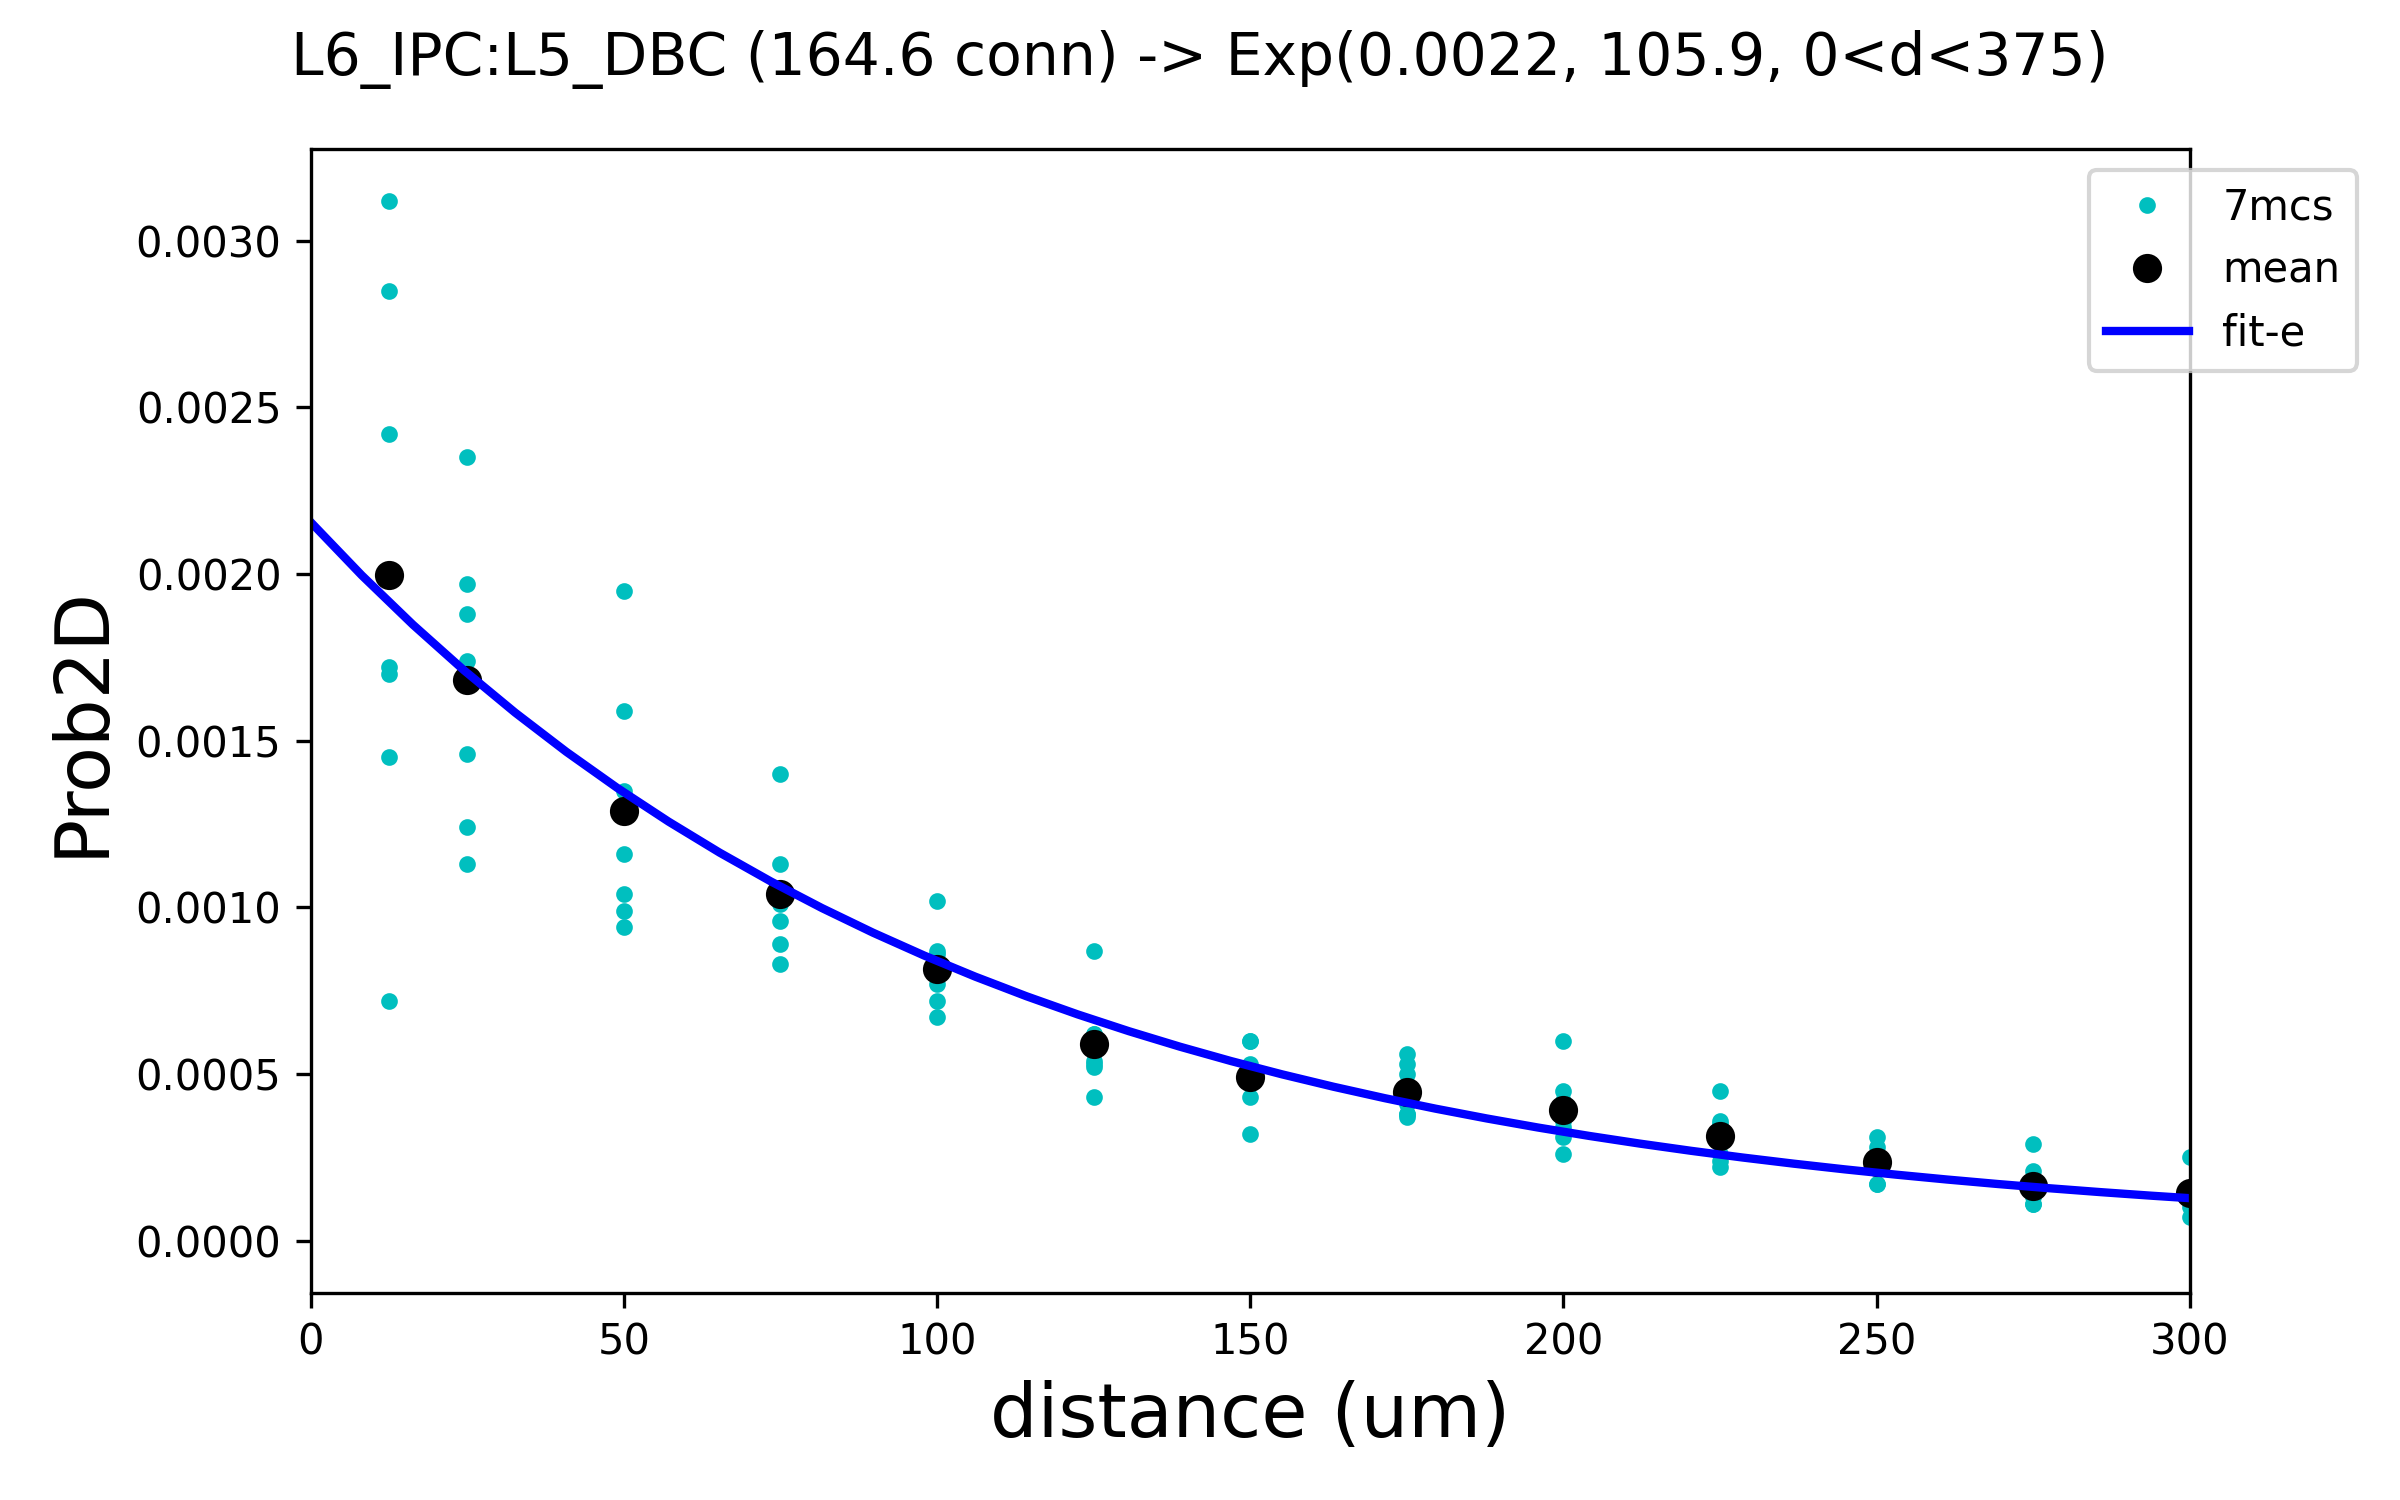 L6_IPC:L5_DBC (164.6 conn) -> Exp(0.0022, 105.9, 0<d<375)
7mcs
mean
fit-e
0.0030
0.0025
0.0020
0.0015
0.0010
0.0005
0.0000
Prob2D
0 50 100 150 200 250 300
distance (um)